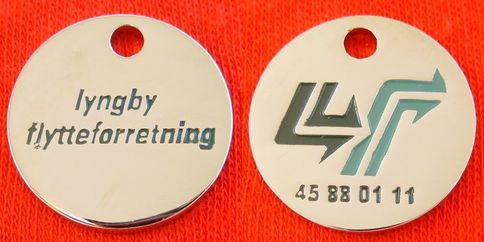 lyngby
flytteforretning
45 88 01 11